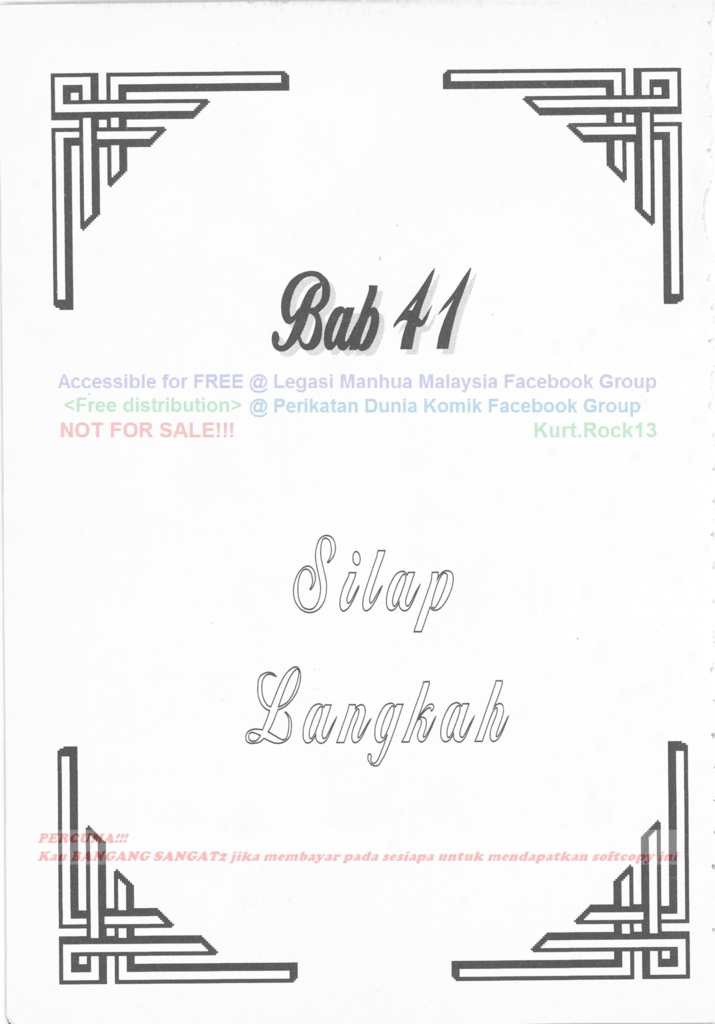 Bab 41
Accessible for FREE @ Legasi Manhua Malaysia Facebook Group
<Free distribution> @ Perikatan Dunia Komik Facebook Group
NOT FOR SALE!!! Kurt.Rock13
Silap
Langkah
PERCUMA!!!
Kau BANGANG SANGAT2 jika membayar pada sesiapa untuk mendapatkan softcopy ini